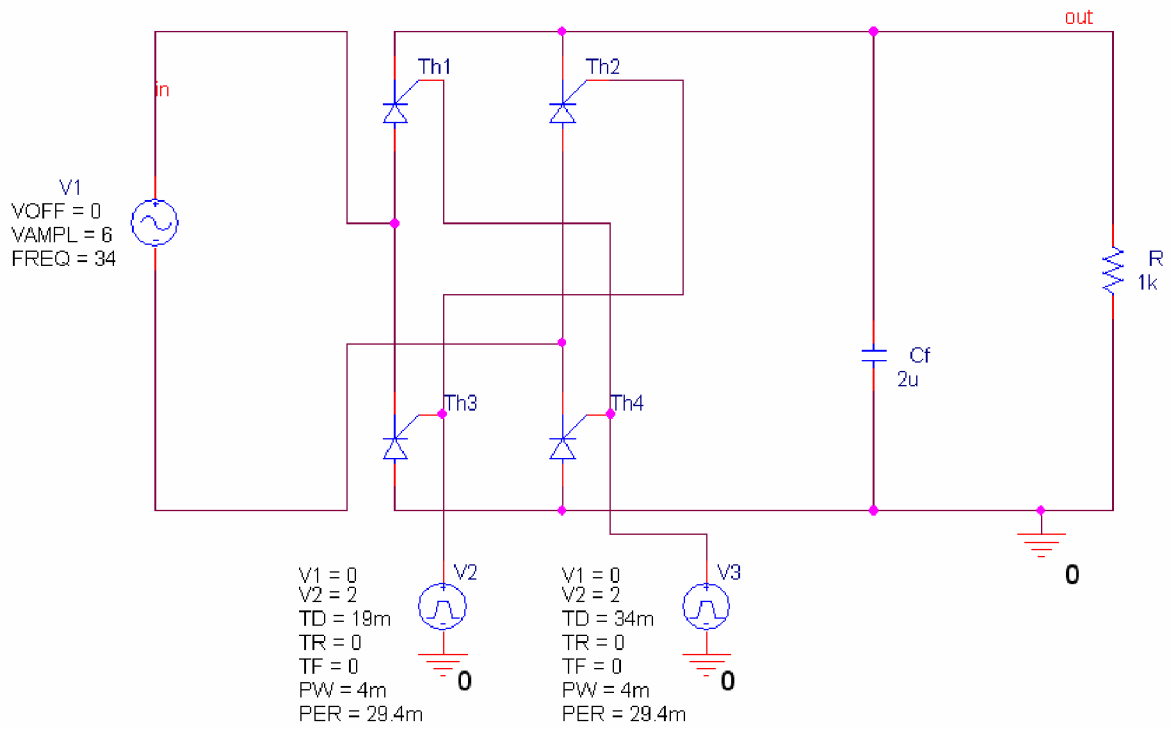 out
Th1
Th2
in
V1
VOFF = 0
VAMPL = 6
FREQ = 34
R
1k
Cf
2u
Th3
Th4
V1 = 0
V2 = 2
TD = 19m
TR = 0
TF = 0
PW = 4m
PER = 29.4m
V2
0
V1 = 0
V2 = 2
TD = 34m
TR = 0
TF = 0
PW = 4m
PER = 29.4m
V3
0
0